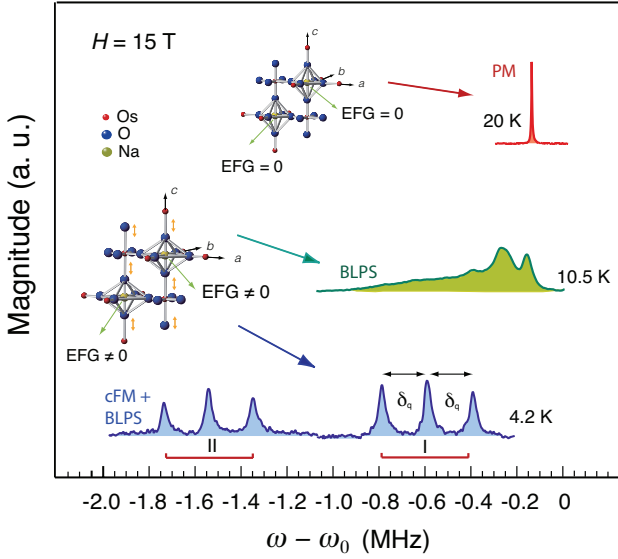 H = 15 T
c
b
a
PM
Os
O
Na
EFG = 0
20 K
EFG = 0
c
b
a
BLPS
10.5 K
EFG ≠ 0
EFG ≠ 0
cFM +
BLPS
δq
δq
4.2 K
II
I
-2.0
-1.8
-1.6
-1.4
-1.2
-1.0
-0.8
-0.6
-0.4
-0.2
0
ω − ω0 (MHz)
Magnitude (a. u.)